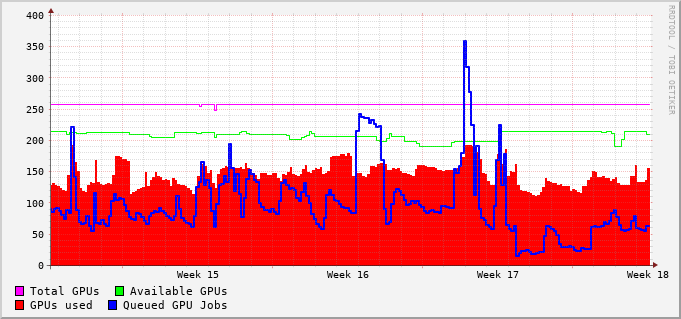 400
350
300
250
200
150
100
50
0
Week 15 Week 16 Week 17 Week 18
Total GPUs Available GPUs
GPUs used Queued GPU Jobs
RRDTOOL / TOBI OETIKER